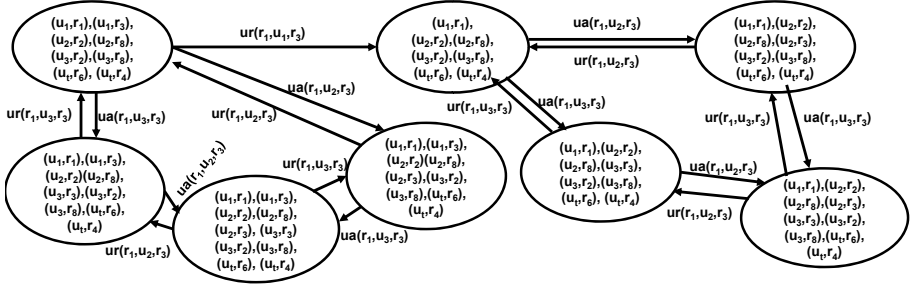 (u1,r1),(u1,r3),
(u2,r2),(u2,r8),
(u3,r2),(u3,r8),
(ut,r6), (ut,r4)
ur(r1,u1,r3)
(u1,r1),
(u2,r2),(u2,r8),
(u3,r2),(u3,r8),
(ut,r6) (ut,r4)
ua(r1,u2,r3)
ur(r1,u2,r3)
(u1,r1),(u2,r2),
(u2,r8),(u2,r3),
(u3,r2),(u3,r8),
(ut,r6), (ut,r4)
ua(r1,u2,r3)
ur(r1,u2,r3)
ur(r1,u3,r3)
ua(r1,u3,r3)
ur(r1,u3,r3)
ua(r1,u3,r3)
ur(r1,u3,r3)
ua(r1,u3,r3)
(u1,r1),(u1,r3),
(u2,r2)(u2,r8),
(u3,r3),(u3,r2),
(u3,r8),(ut,r6),
(ut,r4)
ua(r1,u2,r3)
ur(r1,u2,r3)
(u1,r1),(u1,r3)
(u2,r2),(u2,r8),
(u2,r3), (u3,r3)
(u3,r2),(u3,r8),
(ut,r6), (ut,r4)
ur(r1,u3,r3)
ua(r1,u3,r3)
(u1,r1),(u1,r3),
(u2,r2)(u2,r8),
(u2,r3),(u3,r2),
(u3,r8),(ut,r6),
(ut,r4)
(u1,r1),(u2,r2)
(u2,r8),(u3,r3),
(u3,r2)(u3,r8),
(ut,r6), (ut,r4)
ua(r1,u2,r3)
ur(r1,u2,r3)
(u1,r1),(u2,r2),
(u2,r8),(u2,r3),
(u3,r3),(u3,r2),
(u3,r8),(ut,r6),
(ut,r4)